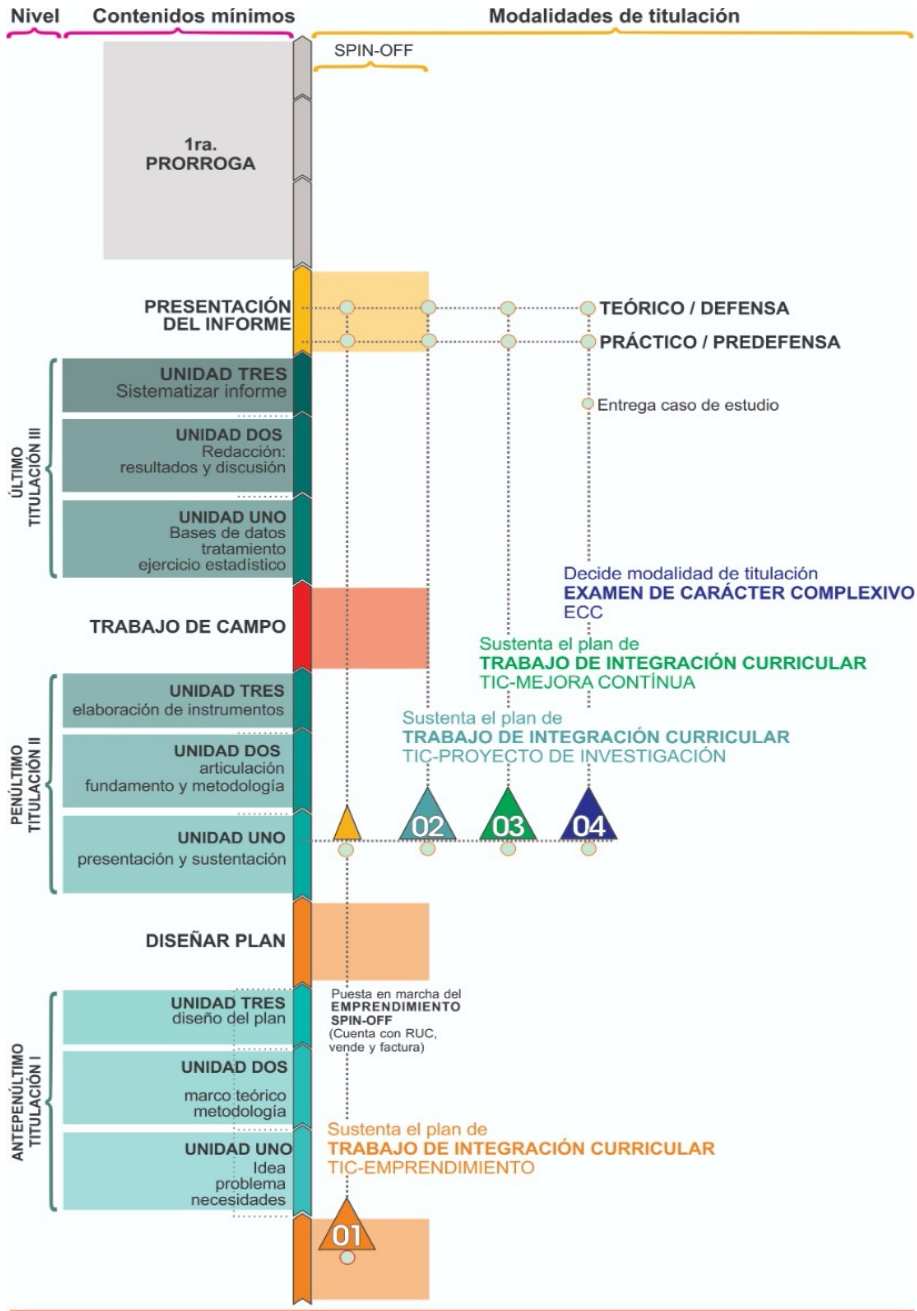 Nivel
Contenidos mínimos
Modalidades de titulación
SPIN-OFF
1ra.
PRORROGA
PRESENTACIÓN
DEL INFORME
TEÓRICO / DEFENSA
PRÁCTICO / PREDEFENSA
ÚLTIMO
TITULACIÓN III
UNIDAD TRES
Sistematizar informe
Entrega caso de estudio
UNIDAD DOS
Redacción:
resultados y discusión
UNIDAD UNO
Bases de datos
tratamiento
ejercicio estadístico
Decide modalidad de titulación
EXAMEN DE CARÁCTER COMPLEXIVO
ECC
TRABAJO DE CAMPO
Sustenta el plan de
TRABAJO DE INTEGRACIÓN CURRICULAR
TIC-MEJORA CONTÍNUA
PENÚLTIMO
TITULACIÓN II
UNIDAD TRES
elaboración de instrumentos
Sustenta el plan de
TRABAJO DE INTEGRACIÓN CURRICULAR
TIC-PROYECTO DE INVESTIGACIÓN
UNIDAD DOS
articulación
fundamento y metodología
02
03
04
UNIDAD UNO
presentación y sustentación
DISEÑAR PLAN
ANTEPENÚLTIMO
TITULACIÓN I
UNIDAD TRES
diseño del plan
Puesta en marcha del
EMPRENDIMIENTO
SPIN-OFF
(Cuenta con RUC,
vende y factura)
UNIDAD DOS
marco teórico
metodología
UNIDAD UNO
Idea
problema
necesidades
Sustenta el plan de
TRABAJO DE INTEGRACIÓN CURRICULAR
TIC-EMPRENDIMIENTO
01